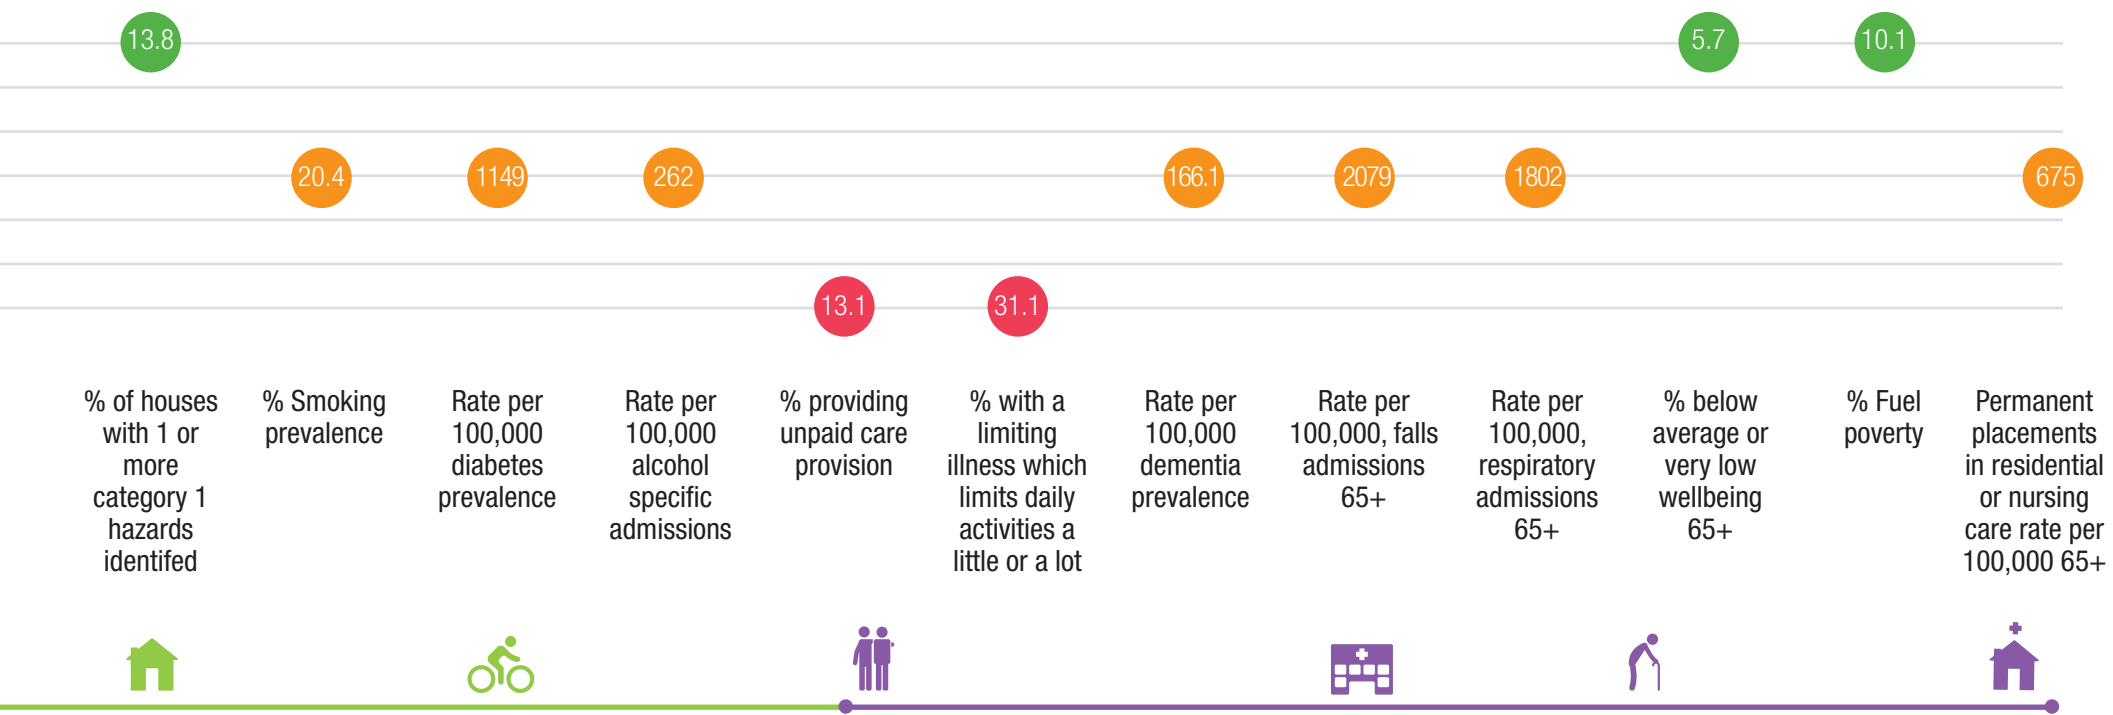 13.8
5.7
10.1
20.4
1149
262
166.1
2079
1802
675
13.1
31.1
% of houses
with 1 or
more
category 1
hazards
identifed
% Smoking
prevalence
Rate per
100,000
diabetes
prevalence
Rate per
100,000
alcohol
specific
admissions
% providing
unpaid care
provision
% with a
limiting
illness which
limits daily
activities a
little or a lot
Rate per
100,000
dementia
prevalence
Rate per
100,000, falls
admissions
65+
Rate per
100,000,
respiratory
admissions
65+
% below
average or
very low
wellbeing
65+
% Fuel
poverty
Permanent
placements
in residential
or nursing
care rate per
100,000 65+